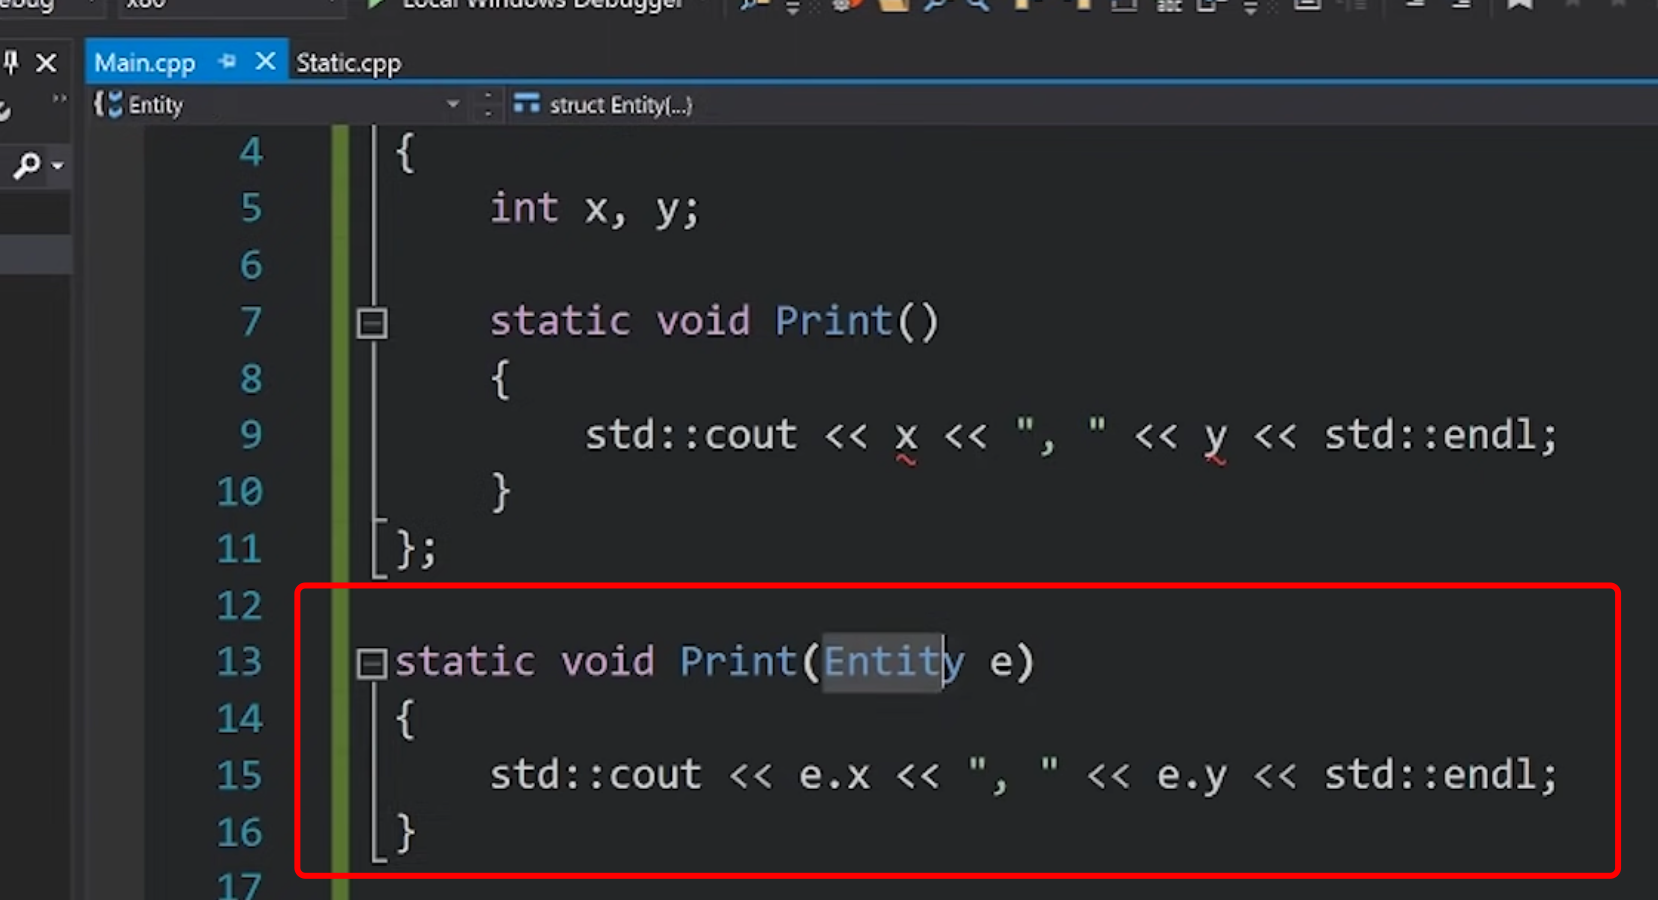 x86
Local Windows Debugger
Main.cpp
Static.cpp
Entity
struct Entity{...}
4 {
5 int x, y;
6
7 static void Print()
8 {
9 std::cout << x << ", " << y << std::endl;
10 }
11 };
12
13 static void Print(Entity e)
14 {
15 std::cout << e.x << ", " << e.y << std::endl;
16 }
17